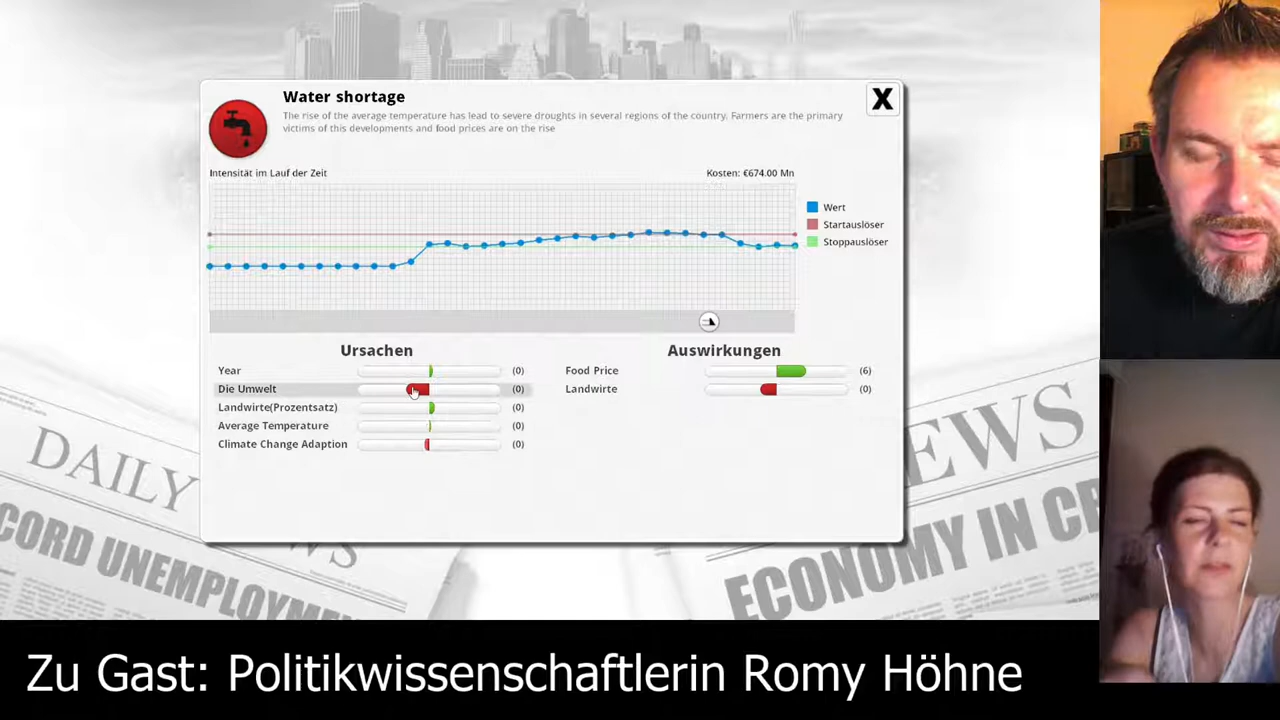 Water shortage
X
The rise of the average temperature has lead to severe droughts in several regions of the country. Farmers are the primary
victims of this developments and food prices are on the rise
Intensität im Lauf der Zeit
Kosten: €674.00 Mn
Wert
Startauslöser
Stoppauslöser
Ursachen
Year (0)
Die Umwelt (0)
Landwirte(Prozentsatz) (0)
Average Temperature (0)
Climate Change Adaption (0)
Auswirkungen
Food Price (6)
Landwirte (0)
DAILY
NEWS
CORD UNEMPLOYM
ECONOMY IN CR
Zu Gast: Politikwissenschaftlerin Romy Höhne